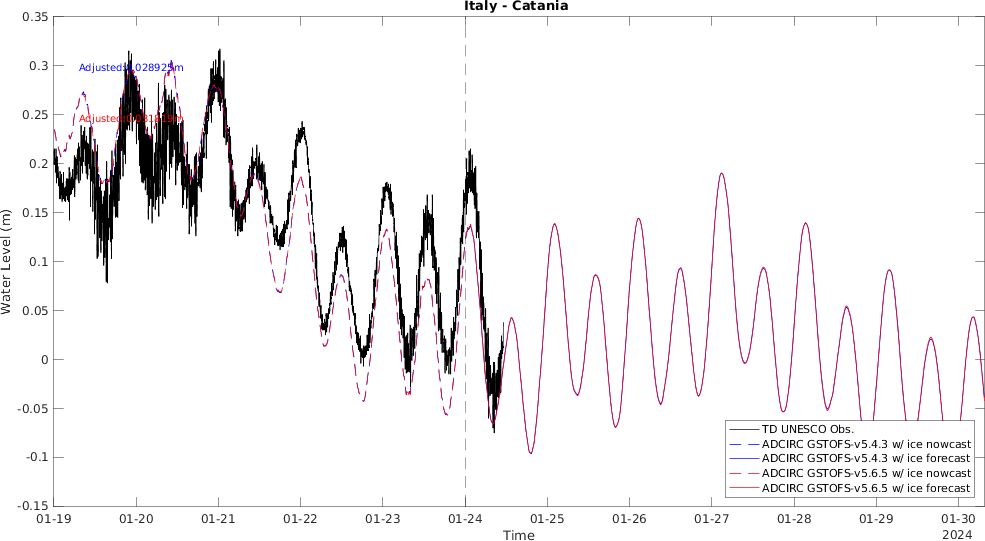 Italy - Catania
Water Level (m)
0.35
0.3
0.25
0.2
0.15
0.1
0.05
0
-0.05
-0.1
-0.15
Adjusted:
Adjusted:
TD UNESCO Obs.
ADCIRC GSTOFS-v5.4.3 w/ ice nowcast
ADCIRC GSTOFS-v5.4.3 w/ ice forecast
ADCIRC GSTOFS-v5.6.5 w/ ice nowcast
ADCIRC GSTOFS-v5.6.5 w/ ice forecast
01-19 01-20 01-21 01-22 01-23 01-24 01-25 01-26 01-27 01-28 01-29 01-30
2024
Time